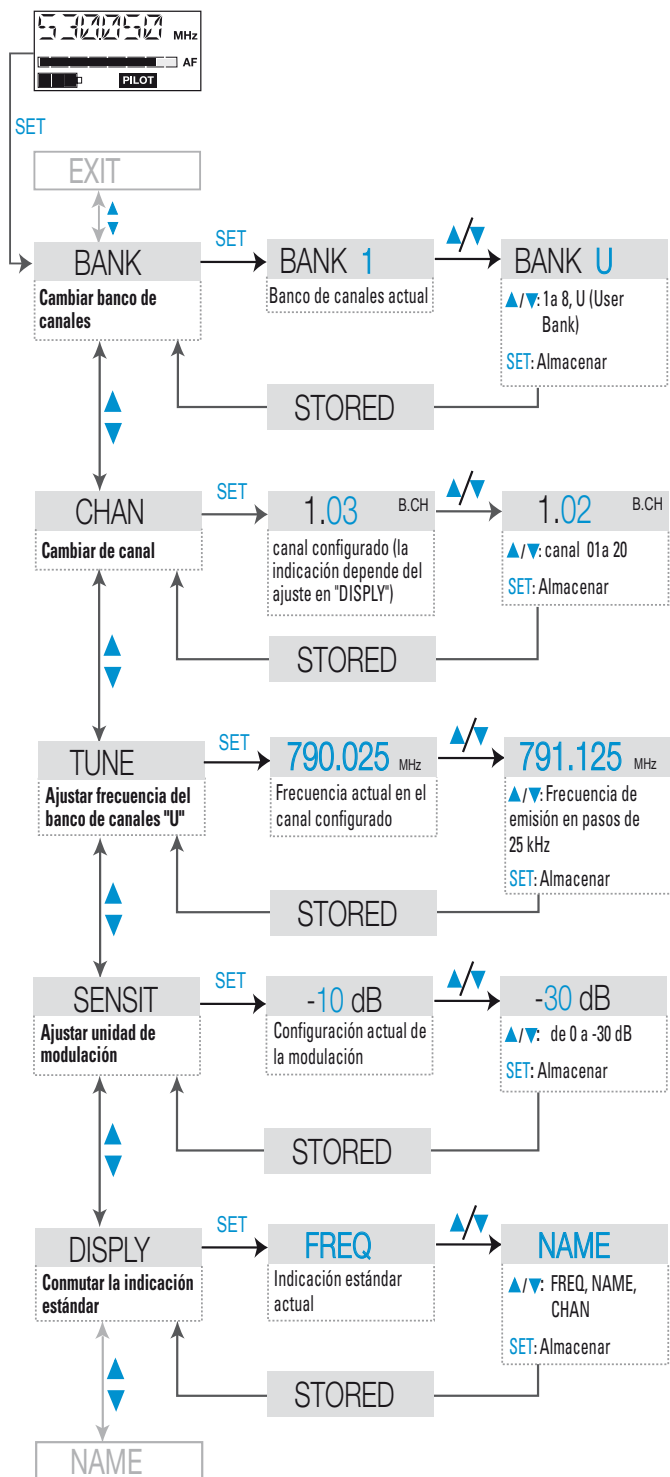 530.050 MHz
AF
PILOT
SET
EXIT
BANK
Cambiar banco de
canales
SET
BANK 1
Banco de canales actual
▲/▼
BANK U
▲/▼: 1a 8, U (User
Bank)
SET: Almacenar
STORED
CHAN
Cambiar de canal
SET
1.03 B.CH
canal configurado (la
indicación depende del
ajuste en "DISPLY")
▲/▼
1.02 B.CH
▲/▼: canal 01a 20
SET: Almacenar
STORED
TUNE
Ajustar frecuencia del
banco de canales "U"
SET
790.025 MHz
Frecuencia actual en el
canal configurado
▲/▼
791.125 MHz
▲/▼: Frecuencia de
emisión en pasos de
25 kHz
SET: Almacenar
STORED
SENSIT
Ajustar unidad de
modulación
SET
-10 dB
Configuración actual de
la modulación
▲/▼
-30 dB
▲/▼: de 0 a -30 dB
SET: Almacenar
STORED
DISPLY
Conmutar la indicación
estándar
SET
FREQ
Indicación estándar
actual
▲/▼
NAME
▲/▼: FREQ, NAME,
CHAN
SET: Almacenar
STORED
NAME